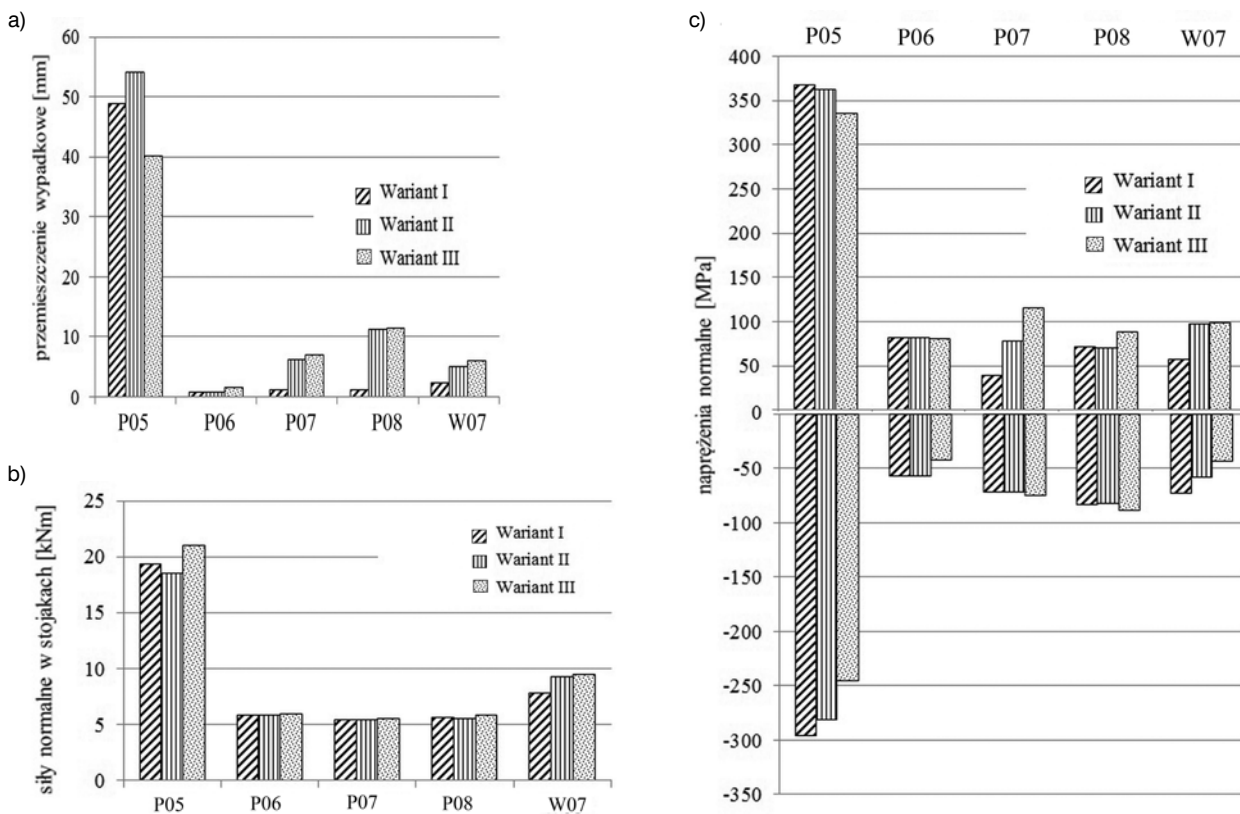 a)
przemieszczenie wypadkowe [mm]
60
50
40
30
20
10
0
P05 P06 P07 P08 W07
Wariant I
Wariant II
Wariant III
b)
siły normalne w stojakach [kNm]
25
20
15
10
5
0
P05 P06 P07 P08 W07
Wariant I
Wariant II
Wariant III
c)
P05 P06 P07 P08 W07
naprężenia normalne [MPa]
400
350
300
250
200
150
100
50
0
-50
-100
-150
-200
-250
-300
-350
Wariant I
Wariant II
Wariant III